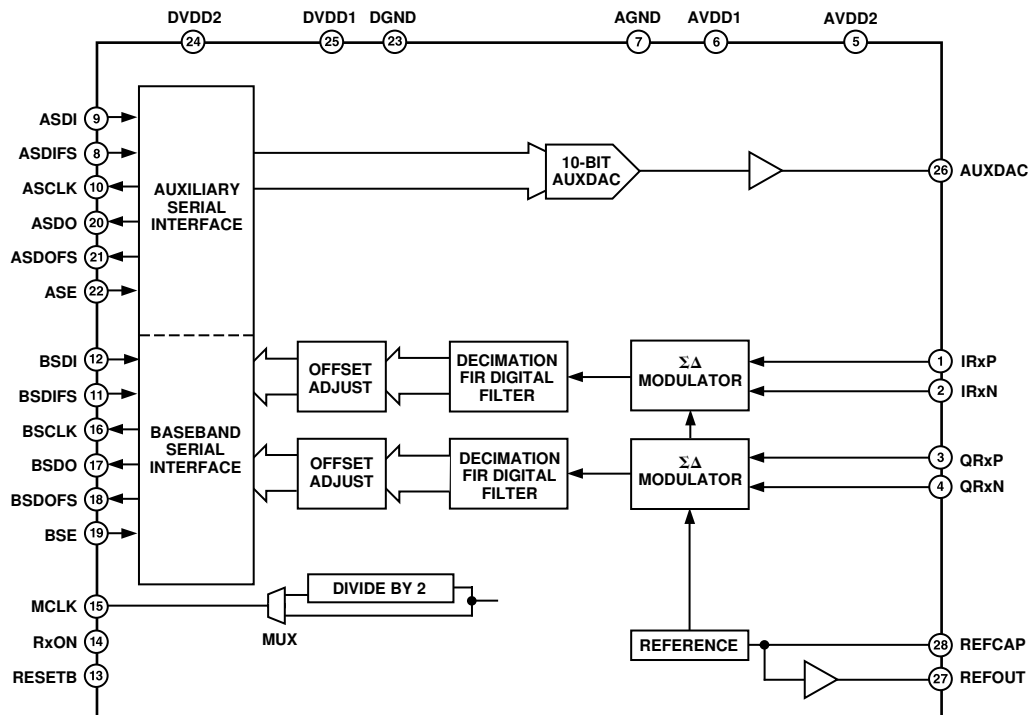 DVDD2 DVDD1 DGND AGND AVDD1 AVDD2
24 25 23 7 6 5
ASDI 9
ASDIFS 8
ASCLK 10
ASDO 20
ASDOFS 21
ASE 22
AUXILIARY
SERIAL
INTERFACE
10-BIT
AUXDAC
26 AUXDAC
BSDI 12
BSDIFS 11
BSCLK 16
BSDO 17
BSDOFS 18
BSE 19
BASEBAND
SERIAL
INTERFACE
OFFSET
ADJUST
DECIMATION
FIR DIGITAL
FILTER
ΣΔ
MODULATOR
1 IRxP
2 IRxN
OFFSET
ADJUST
DECIMATION
FIR DIGITAL
FILTER
ΣΔ
MODULATOR
3 QRxP
4 QRxN
MCLK 15
RxON 14
RESETB 13
MUX
DIVIDE BY 2
REFERENCE
28 REFCAP
27 REFOUT